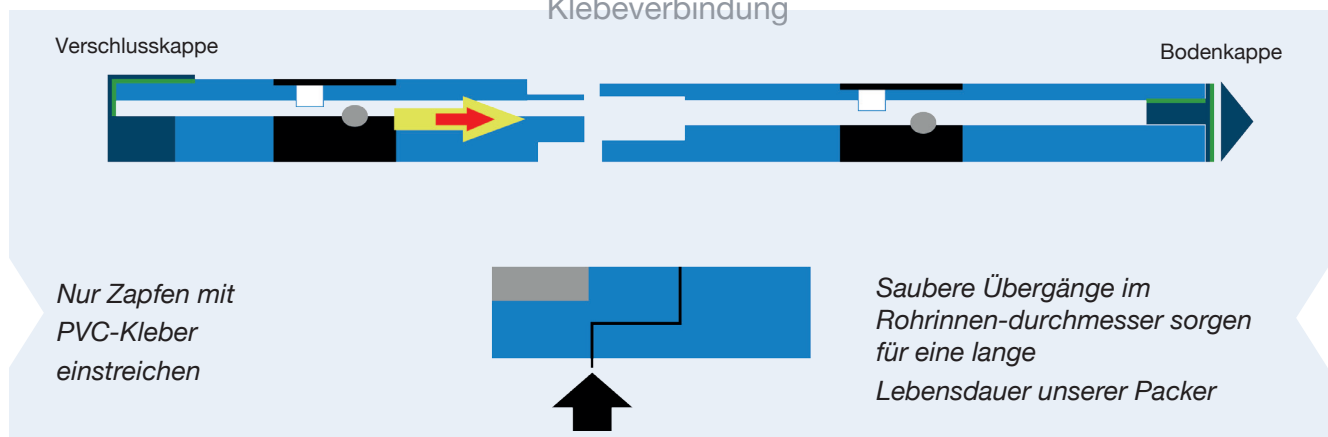 Klebeverbindung
Verschlusskappe
Bodenkappe
Nur Zapfen mit
PVC-Kleber
einstreichen
Saubere Übergänge im
Rohrinnen-durchmesser sorgen
für eine lange
Lebensdauer unserer Packer